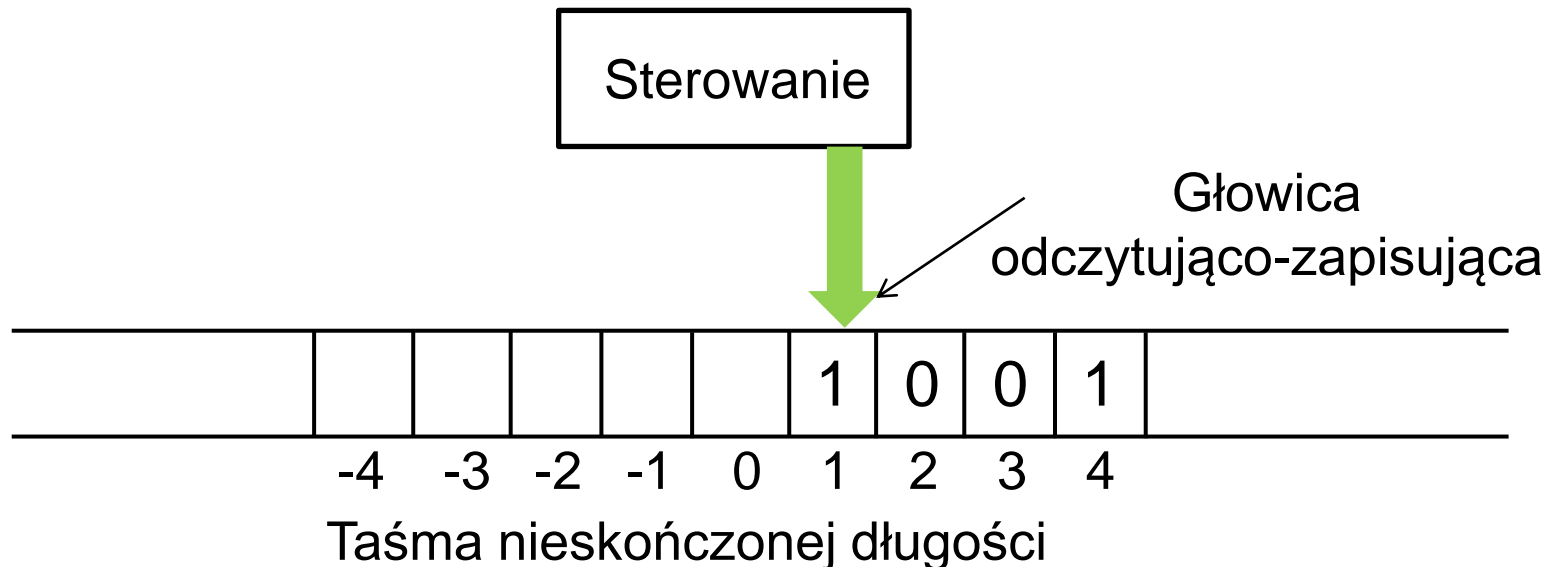 Sterowanie
Głowica
odczytująco-zapisująca
1 0 0 1
-4 -3 -2 -1 0 1 2 3 4
Taśma nieskończonej długości